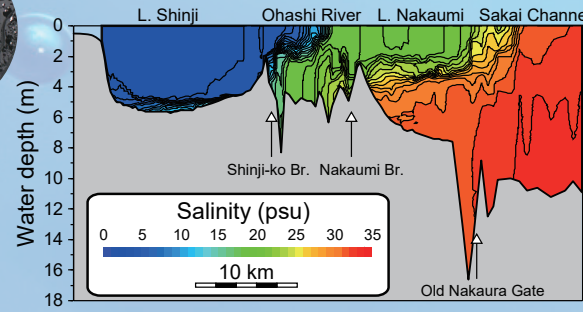 L. Shinji Ohashi River L. Nakaumi Sakai Channe
Water depth (m)
0
2
4
6
8
10
12
14
16
18
Shinji-ko Br. Nakaumi Br.
Salinity (psu)
0 5 10 15 20 25 30 35
10 km
Old Nakaura Gate